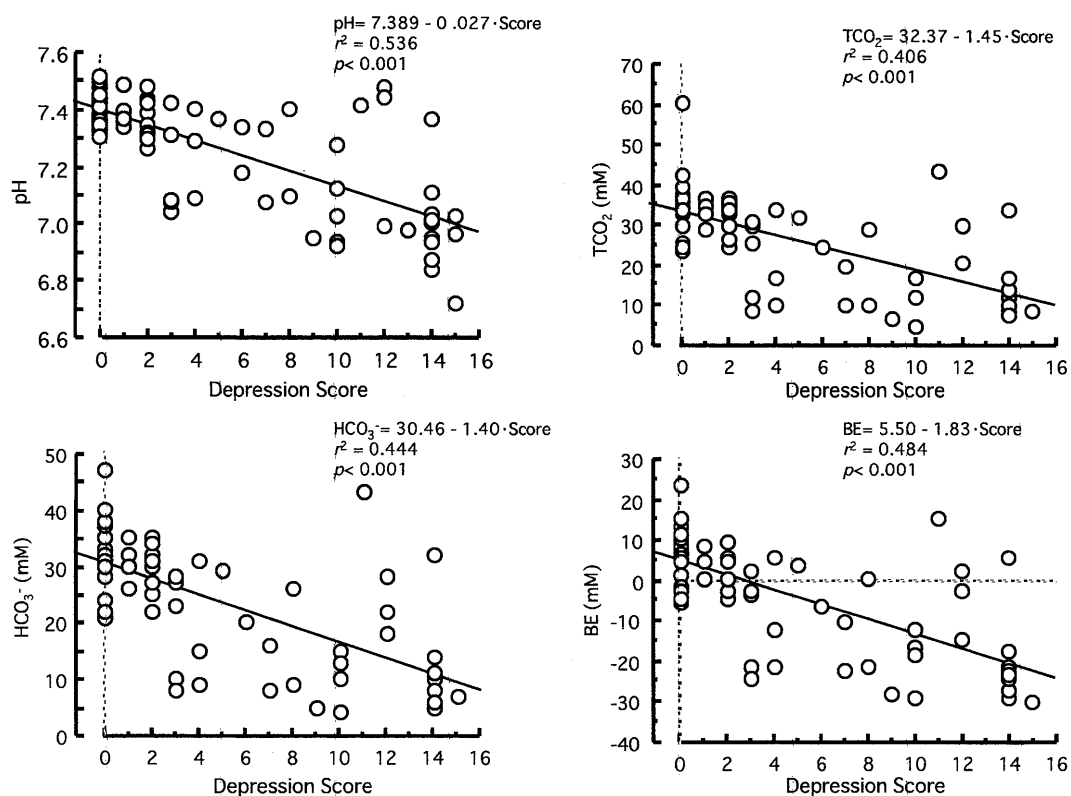 pH= 7.389 - 0 .027·Score
r² = 0.536
p< 0.001
7.6
7.4
7.2
7.0
6.8
6.6
pH
0 2 4 6 8 10 12 14 16
Depression Score
TCO₂= 32.37 - 1.45·Score
r² = 0.406
p< 0.001
70
60
50
40
30
20
10
0
TCO₂ (mM)
0 2 4 6 8 10 12 14 16
Depression Score
HCO₃⁻= 30.46 - 1.40·Score
r² = 0.444
p< 0.001
50
40
30
20
10
0
HCO₃⁻ (mM)
0 2 4 6 8 10 12 14 16
Depression Score
BE= 5.50 - 1.83·Score
r² = 0.484
p< 0.001
30
20
10
0
-10
-20
-30
-40
BE (mM)
0 2 4 6 8 10 12 14 16
Depression Score